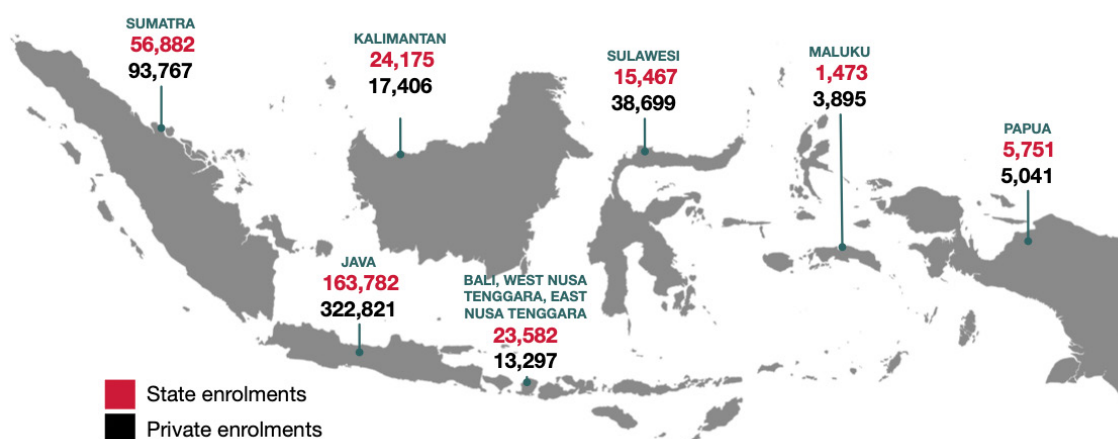 SUMATRA
56,882
93,767
KALIMANTAN
24,175
17,406
SULAWESI
15,467
38,699
MALUKU
1,473
3,895
PAPUA
5,751
5,041
JAVA
163,782
322,821
BALI, WEST NUSA
TENGGARA, EAST
NUSA TENGGARA
23,582
13,297
State enrolments
Private enrolments